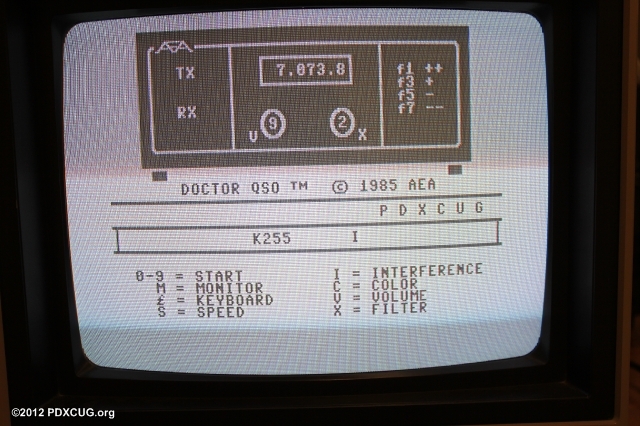 AEA
TX
7.073.8
f1 ++
f3 +
f5 -
f7 --
RX
V 9
2 X
DOCTOR QSO ™ © 1985 AEA
P D X C U G
K255 I
0-9 = START
M = MONITOR
£ = KEYBOARD
S = SPEED
I = INTERFERENCE
C = COLOR
V = VOLUME
X = FILTER
©2012 PDXCUG.org